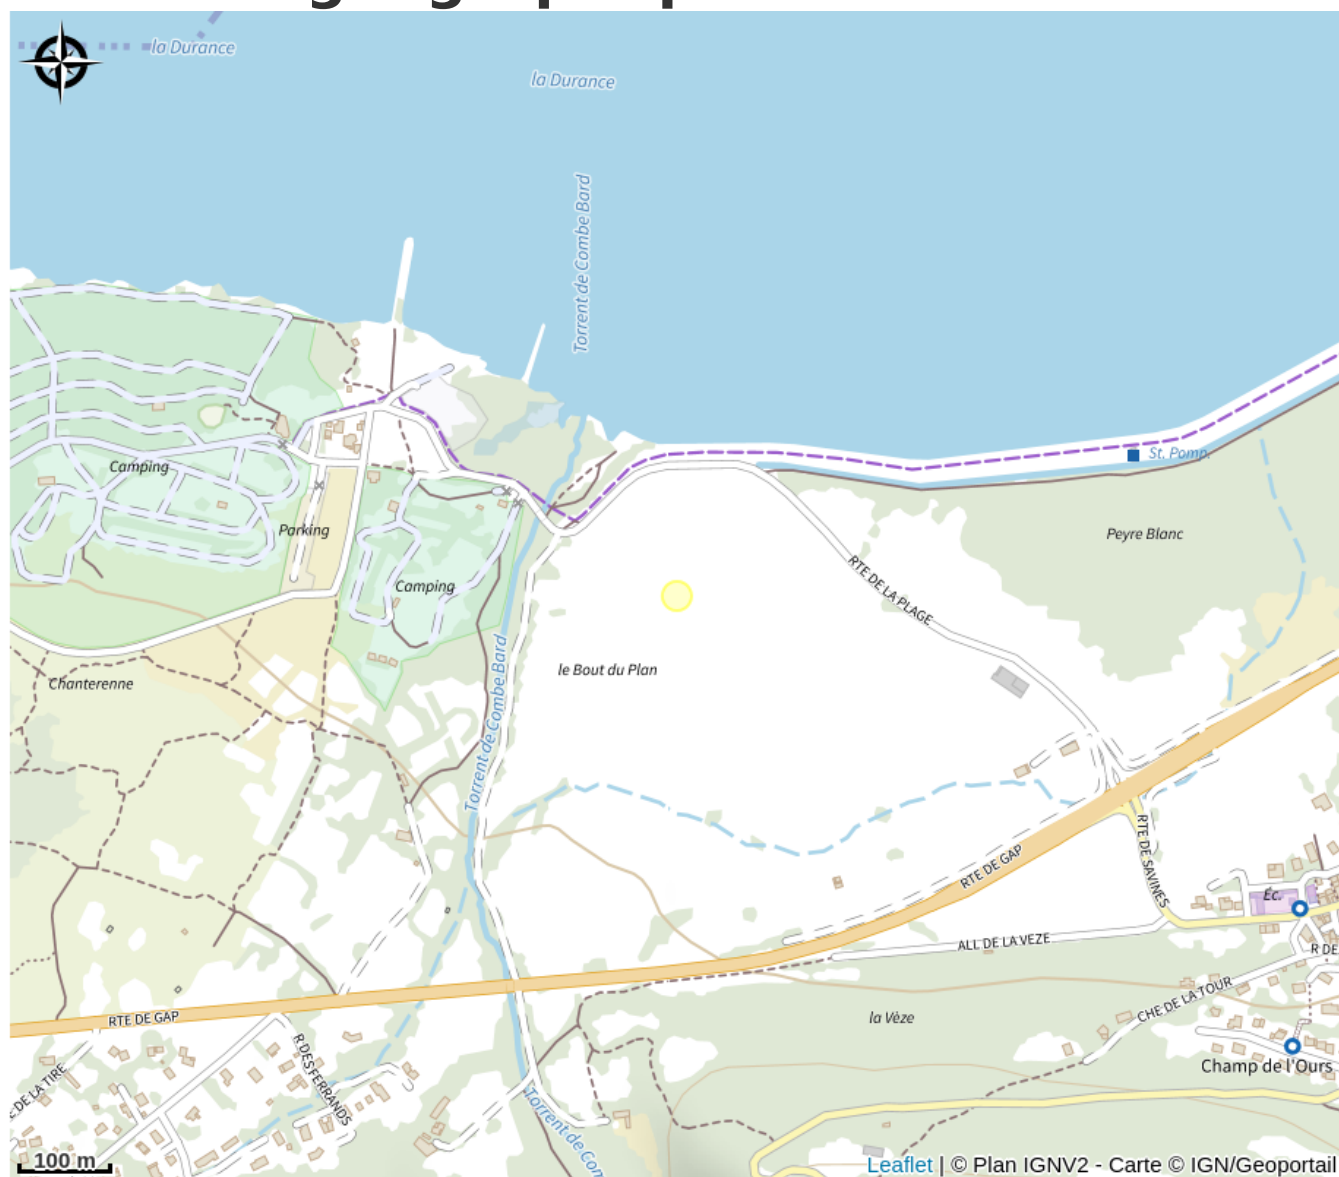 la Durance
la Durance
Torrent de Combe Bard
Camping
Parking
Camping
St. Pomp.
Peyre Blanc
RTE DE LA PLAGE
le Bout du Plan
Chanterenne
Torrent de Combe Bard
RTE DE GAP
RTE DE SAVINES
Éc.
ALL DE LA VEZE
R DE
CHE DE LA TOUR
la Vèze
RTE DE GAP
R DES FERRANDS
Champ de l'Ours
E DE LA TIRE
Torrent de Com
100 m
Leaflet | © Plan IGNV2 - Carte © IGN/Geoportail